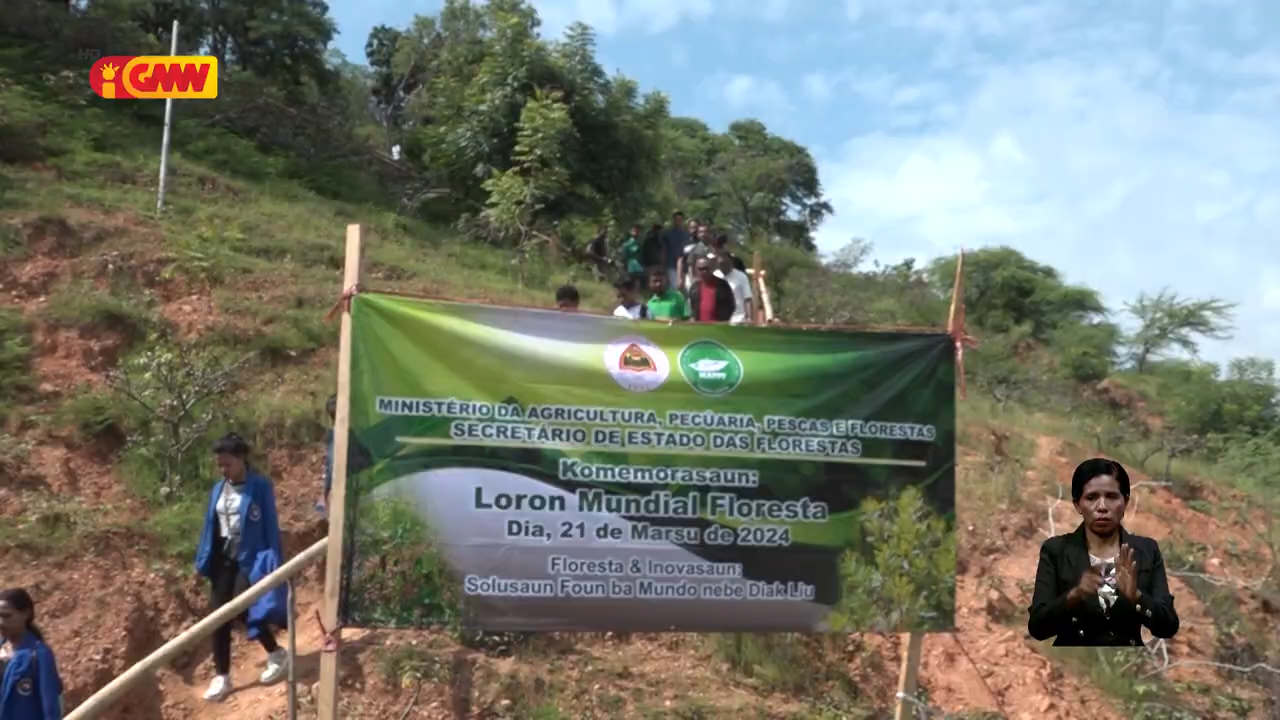 GMN
MINISTÉRIO DA AGRICULTURA, PECUÁRIA, PESCAS E FLORESTAS
SECRETÁRIO DE ESTADO DAS FLORESTAS
Komemorasaun:
Loron Mundial Floresta
Dia, 21 de Marsu de 2024
Floresta & Inovasaun:
Solusaun Foun ba Mundo nebe Diak Liu